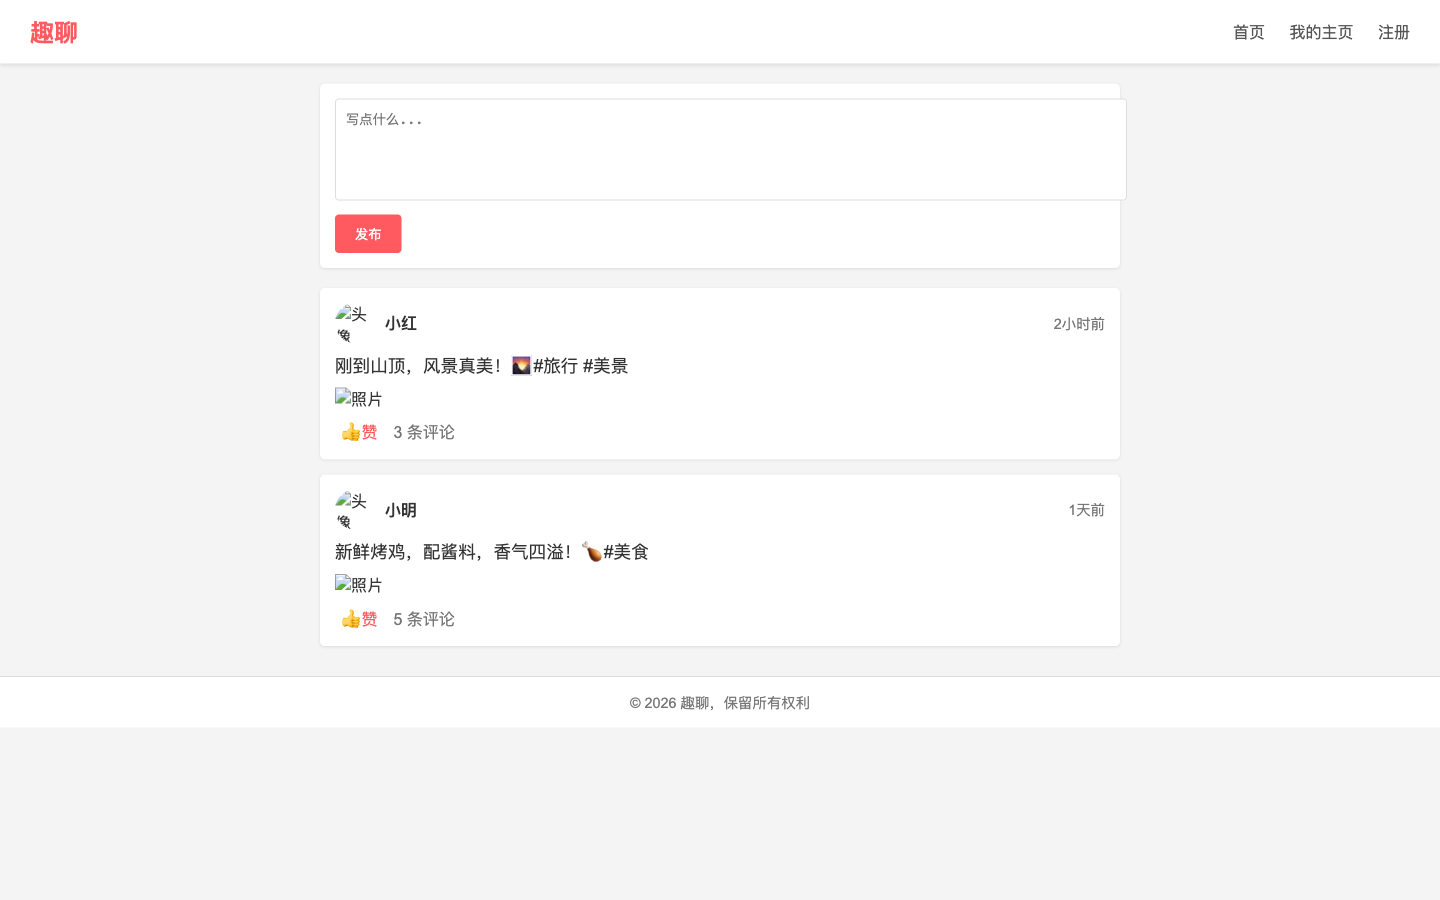 趣聊
首页 我的主页 注册
写点什么...
发布
头像
小红
2小时前
刚到山顶，风景真美！🌄#旅行 #美景
照片
👍赞 3 条评论
头像
小明
1天前
新鲜烤鸡，配酱料，香气四溢！🍗#美食
照片
👍赞 5 条评论
© 2026 趣聊，保留所有权利